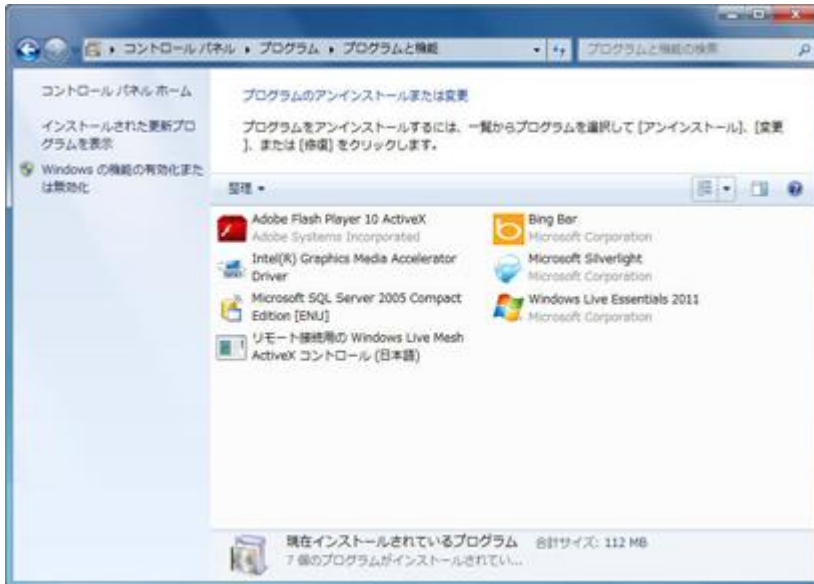 コントロール パネル ▸ プログラム ▸ プログラムと機能
プログラムと機能の検索
コントロール パネル ホーム
インストールされた更新プロ
グラムを表示
Windows の機能の有効化また
は無効化
プログラムのアンインストールまたは変更
プログラムをアンインストールするには、一覧からプログラムを選択して [アンインストール]、[変更
]、または [修復] をクリックします。
整理
Adobe Flash Player 10 ActiveX
Adobe Systems Incorporated
Intel(R) Graphics Media Accelerator
Driver
Microsoft SQL Server 2005 Compact
Edition [ENU]
リモート接続用の Windows Live Mesh
ActiveX コントロール (日本語)
Bing Bar
Microsoft Corporation
Microsoft Silverlight
Microsoft Corporation
Windows Live Essentials 2011
Microsoft Corporation
現在インストールされているプログラム 合計サイズ: 112 MB
7 個のプログラムがインストールされてい...